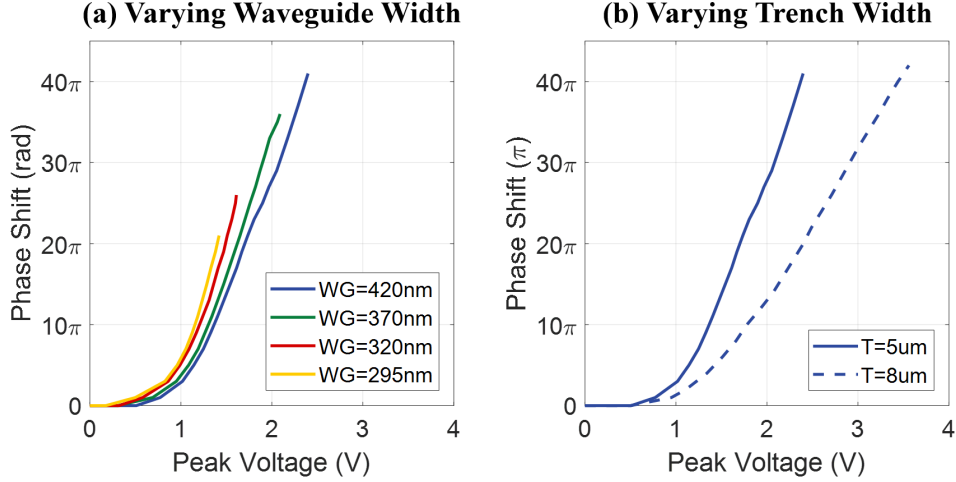 (a) Varying Waveguide Width
Phase Shift (rad)
40π
30π
20π
10π
0
0 1 2 3 4
Peak Voltage (V)
WG=420nm
WG=370nm
WG=320nm
WG=295nm
(b) Varying Trench Width
Phase Shift (π)
40π
30π
20π
10π
0
0 1 2 3 4
Peak Voltage (V)
T=5um
T=8um